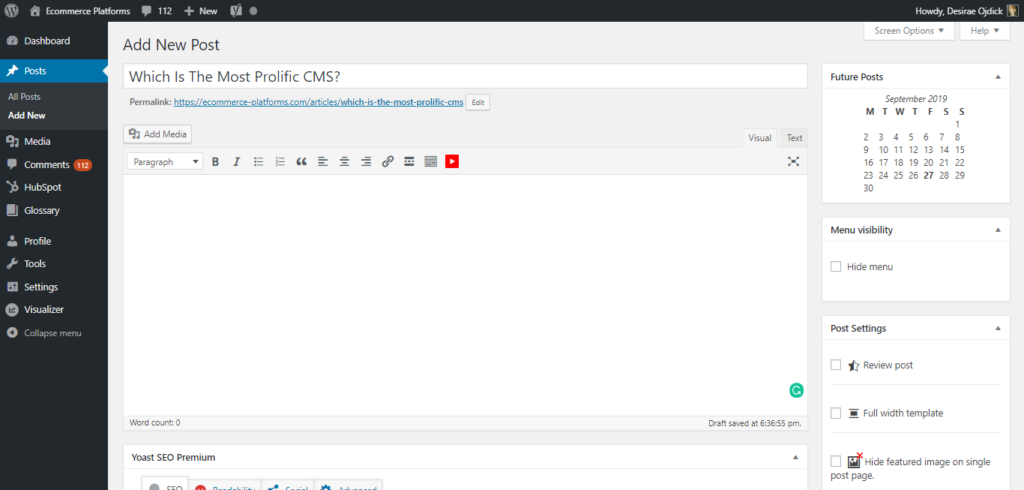 Ecommerce Platforms 112 New Howdy, Desirae Ojdick
Screen Options Help
Dashboard
Posts
All Posts
Add New
Media
Comments 112
HubSpot
Glossary
Profile
Tools
Settings
Visualizer
Collapse menu
Add New Post
Which Is The Most Prolific CMS?
Permalink: https://ecommerce-platforms.com/articles/which-is-the-most-prolific-cms Edit
Add Media
Visual Text
Paragraph B I
Word count: 0 Draft saved at 6:36:55 pm.
Yoast SEO Premium
SEO Readability Social Advanced
Future Posts
September 2019
M T W T F S S
1
2 3 4 5 6 7 8
9 10 11 12 13 14 15
16 17 18 19 20 21 22
23 24 25 26 27 28 29
30
Menu visibility
Hide menu
Post Settings
Review post
Full width template
Hide featured image on single
post page.